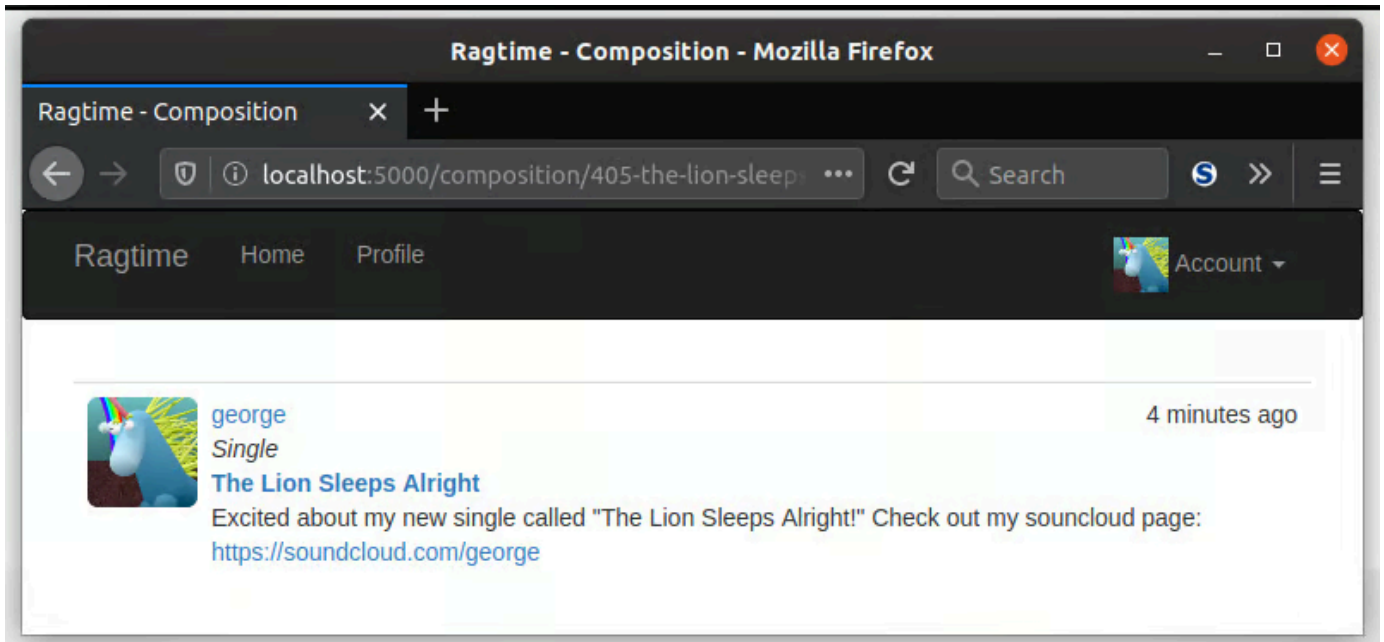 Ragtime - Composition - Mozilla Firefox
Ragtime - Composition
localhost:5000/composition/405-the-lion-sleep
Search
Ragtime Home Profile Account
george 4 minutes ago
Single
The Lion Sleeps Alright
Excited about my new single called "The Lion Sleeps Alright!" Check out my souncloud page:
https://soundcloud.com/george